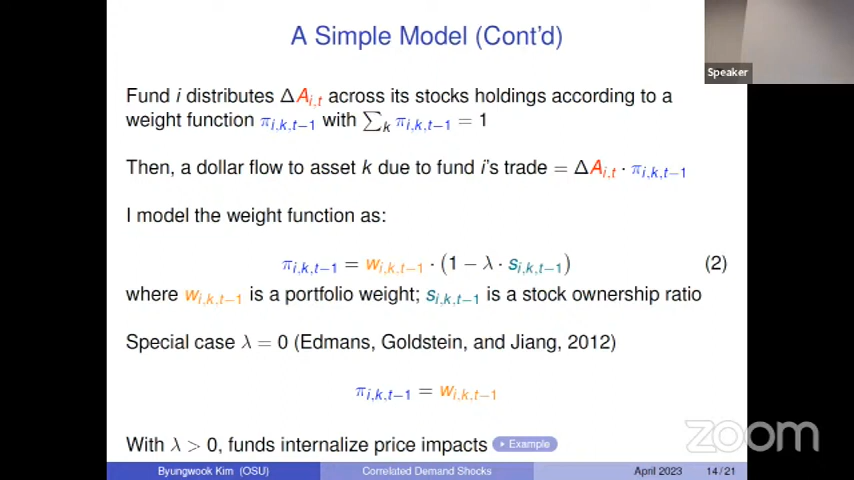 A Simple Model (Cont'd)
Speaker
Fund i distributes ΔA_{i,t} across its stocks holdings according to a
weight function π_{i,k,t−1} with ∑_k π_{i,k,t−1} = 1
Then, a dollar flow to asset k due to fund i's trade = ΔA_{i,t} · π_{i,k,t−1}
I model the weight function as:
π_{i,k,t−1} = w_{i,k,t−1} · (1 − λ · s_{i,k,t−1}) (2)
where w_{i,k,t−1} is a portfolio weight; s_{i,k,t−1} is a stock ownership ratio
Special case λ = 0 (Edmans, Goldstein, and Jiang, 2012)
π_{i,k,t−1} = w_{i,k,t−1}
With λ > 0, funds internalize price impacts ▸ Example
zoom
Byungwook Kim (OSU) Correlated Demand Shocks April 2023 14 / 21